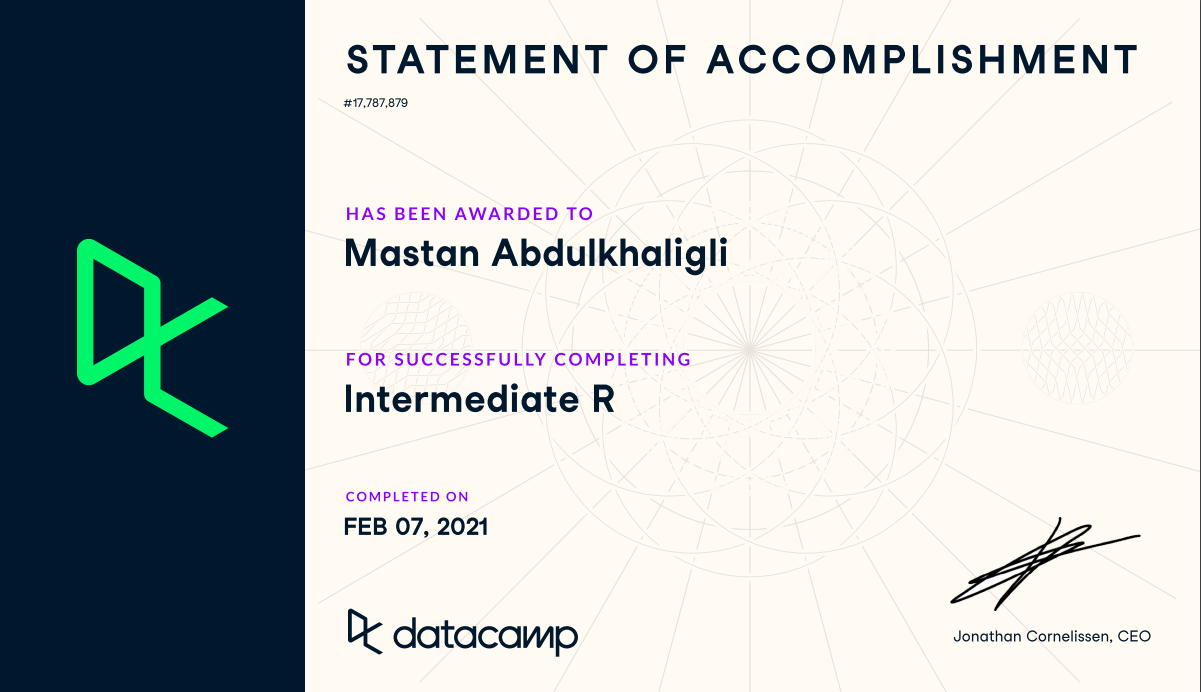 STATEMENT OF ACCOMPLISHMENT
#17,787,879
HAS BEEN AWARDED TO
Mastan Abdulkhaligli
FOR SUCCESSFULLY COMPLETING
Intermediate R
COMPLETED ON
FEB 07, 2021
datacamp
Jonathan Cornelissen, CEO